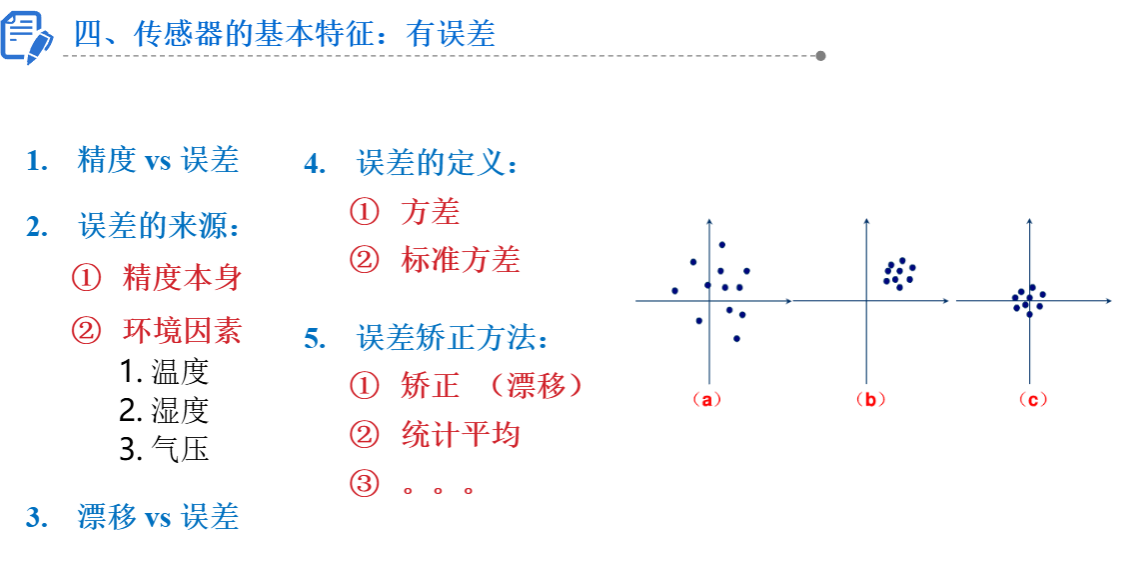 四、传感器的基本特征：有误差
1. 精度 vs 误差
2. 误差的来源：
① 精度本身
② 环境因素
1. 温度
2. 湿度
3. 气压
3. 漂移 vs 误差
4. 误差的定义：
① 方差
② 标准方差
5. 误差矫正方法：
① 矫正 （漂移）
② 统计平均
③ 。。。
（a）
（b）
（c）